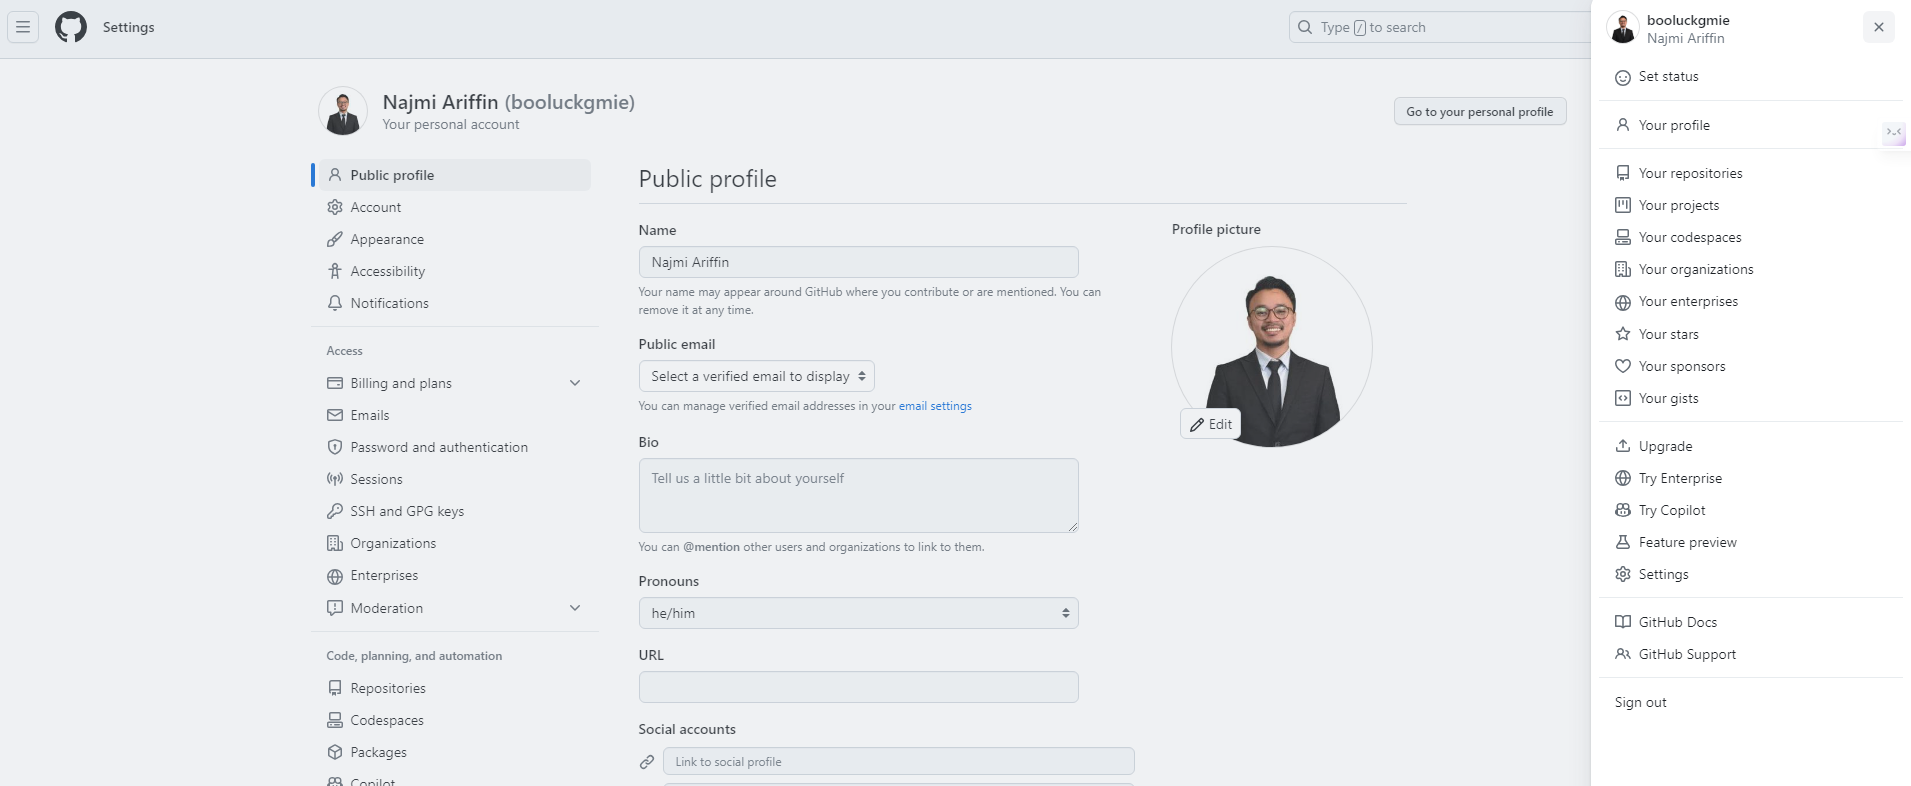 Settings
Type / to search
Najmi Ariffin (booluckgmie)
Your personal account
Go to your personal profile
Public profile
Account
Appearance
Accessibility
Notifications
Access
Billing and plans
Emails
Password and authentication
Sessions
SSH and GPG keys
Organizations
Enterprises
Moderation
Code, planning, and automation
Repositories
Codespaces
Packages
Copilot
Public profile
Name
Najmi Ariffin
Your name may appear around GitHub where you contribute or are mentioned. You can
remove it at any time.
Public email
Select a verified email to display
You can manage verified email addresses in your email settings
Bio
Tell us a little bit about yourself
You can @mention other users and organizations to link to them.
Pronouns
he/him
URL
Social accounts
Link to social profile
Profile picture
Edit
booluckgmie
Najmi Ariffin
Set status
Your profile
Your repositories
Your projects
Your codespaces
Your organizations
Your enterprises
Your stars
Your sponsors
Your gists
Upgrade
Try Enterprise
Try Copilot
Feature preview
Settings
GitHub Docs
GitHub Support
Sign out